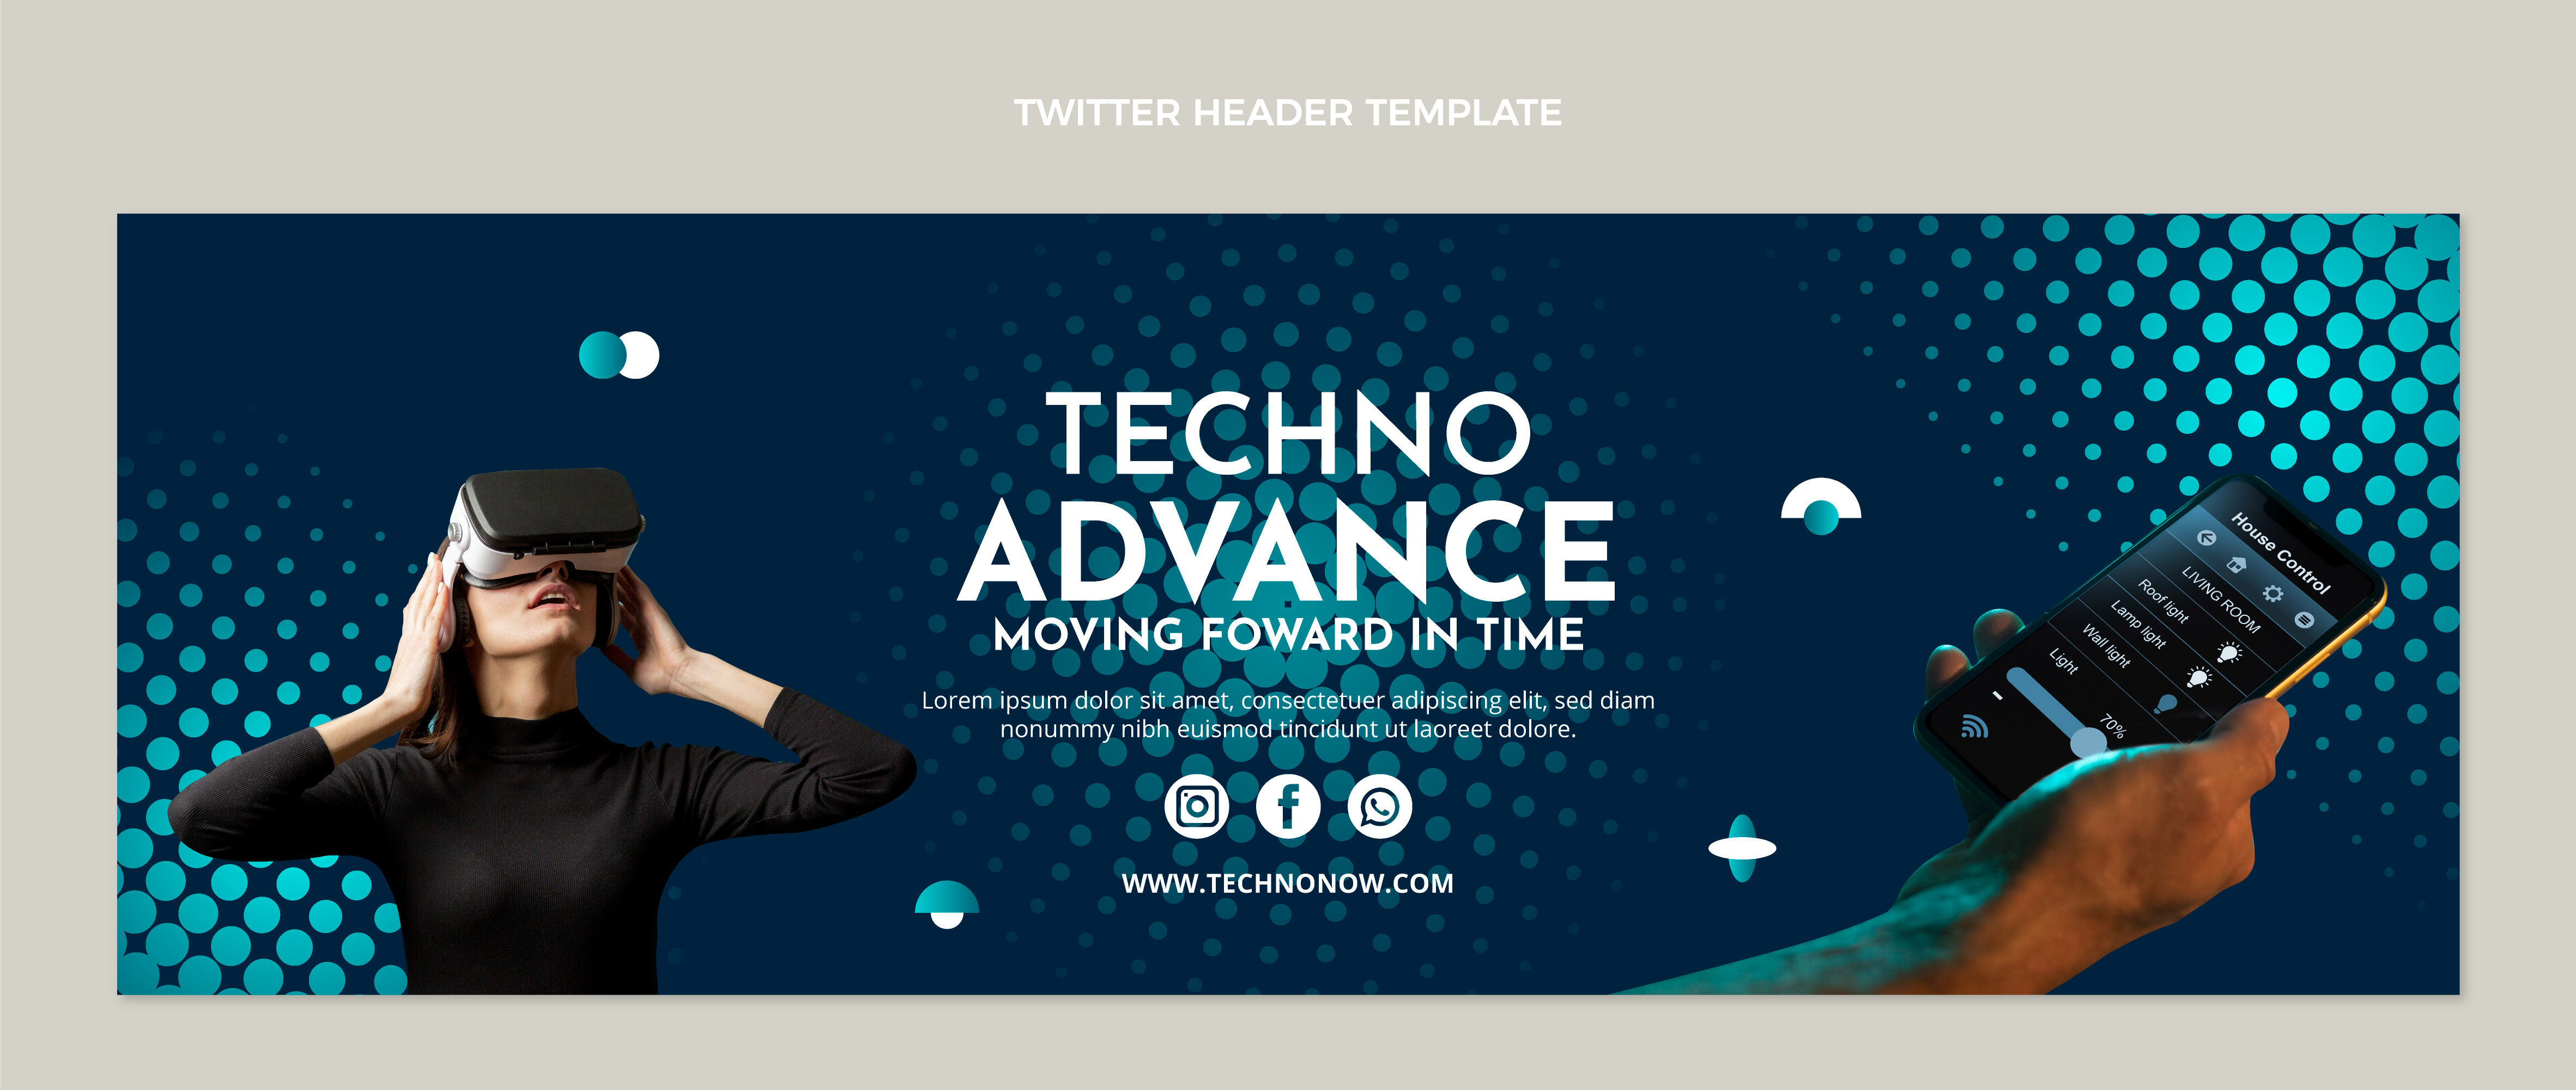 TWITTER HEADER TEMPLATE
TECHNO
ADVANCE
MOVING FOWARD IN TIME
Lorem ipsum dolor sit amet, consectetuer adipiscing elit, sed diam
nonummy nibh euismod tincidunt ut laoreet dolore.
WWW.TECHNONOW.COM
House Control
LIVING ROOM
Roof light
Lamp light
Wall light
Light
-
70%